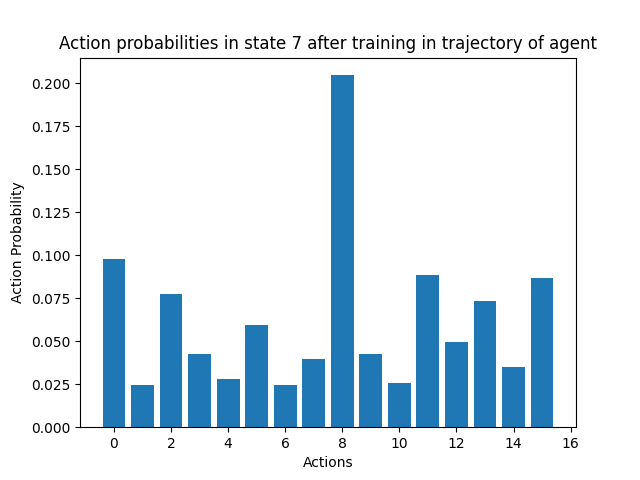 Action probabilities in state 7 after training in trajectory of agent
0.200
0.175
0.150
0.125
0.100
0.075
0.050
0.025
0.000
Action Probability
0 2 4 6 8 10 12 14 16
Actions